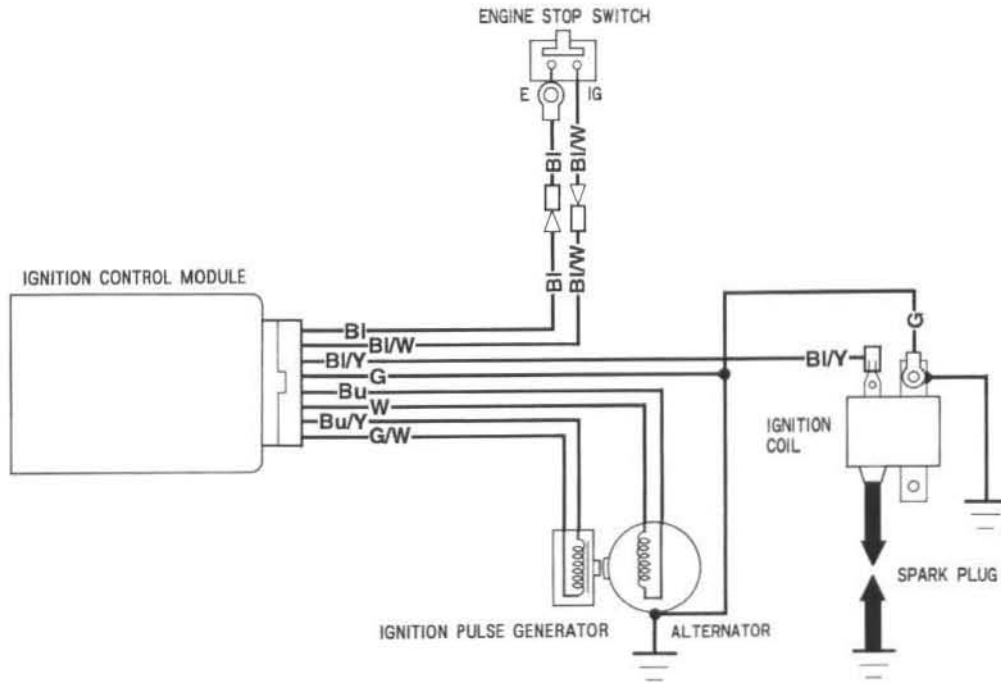 ENGINE STOP SWITCH
E
IG
Bl
Bl/W
Bl
Bl/W
IGNITION CONTROL MODULE
Bl
Bl/W
Bl/Y
G
Bu
W
Bu/Y
G/W
Bl/Y
G
IGNITION
COIL
SPARK PLUG
IGNITION PULSE GENERATOR
ALTERNATOR